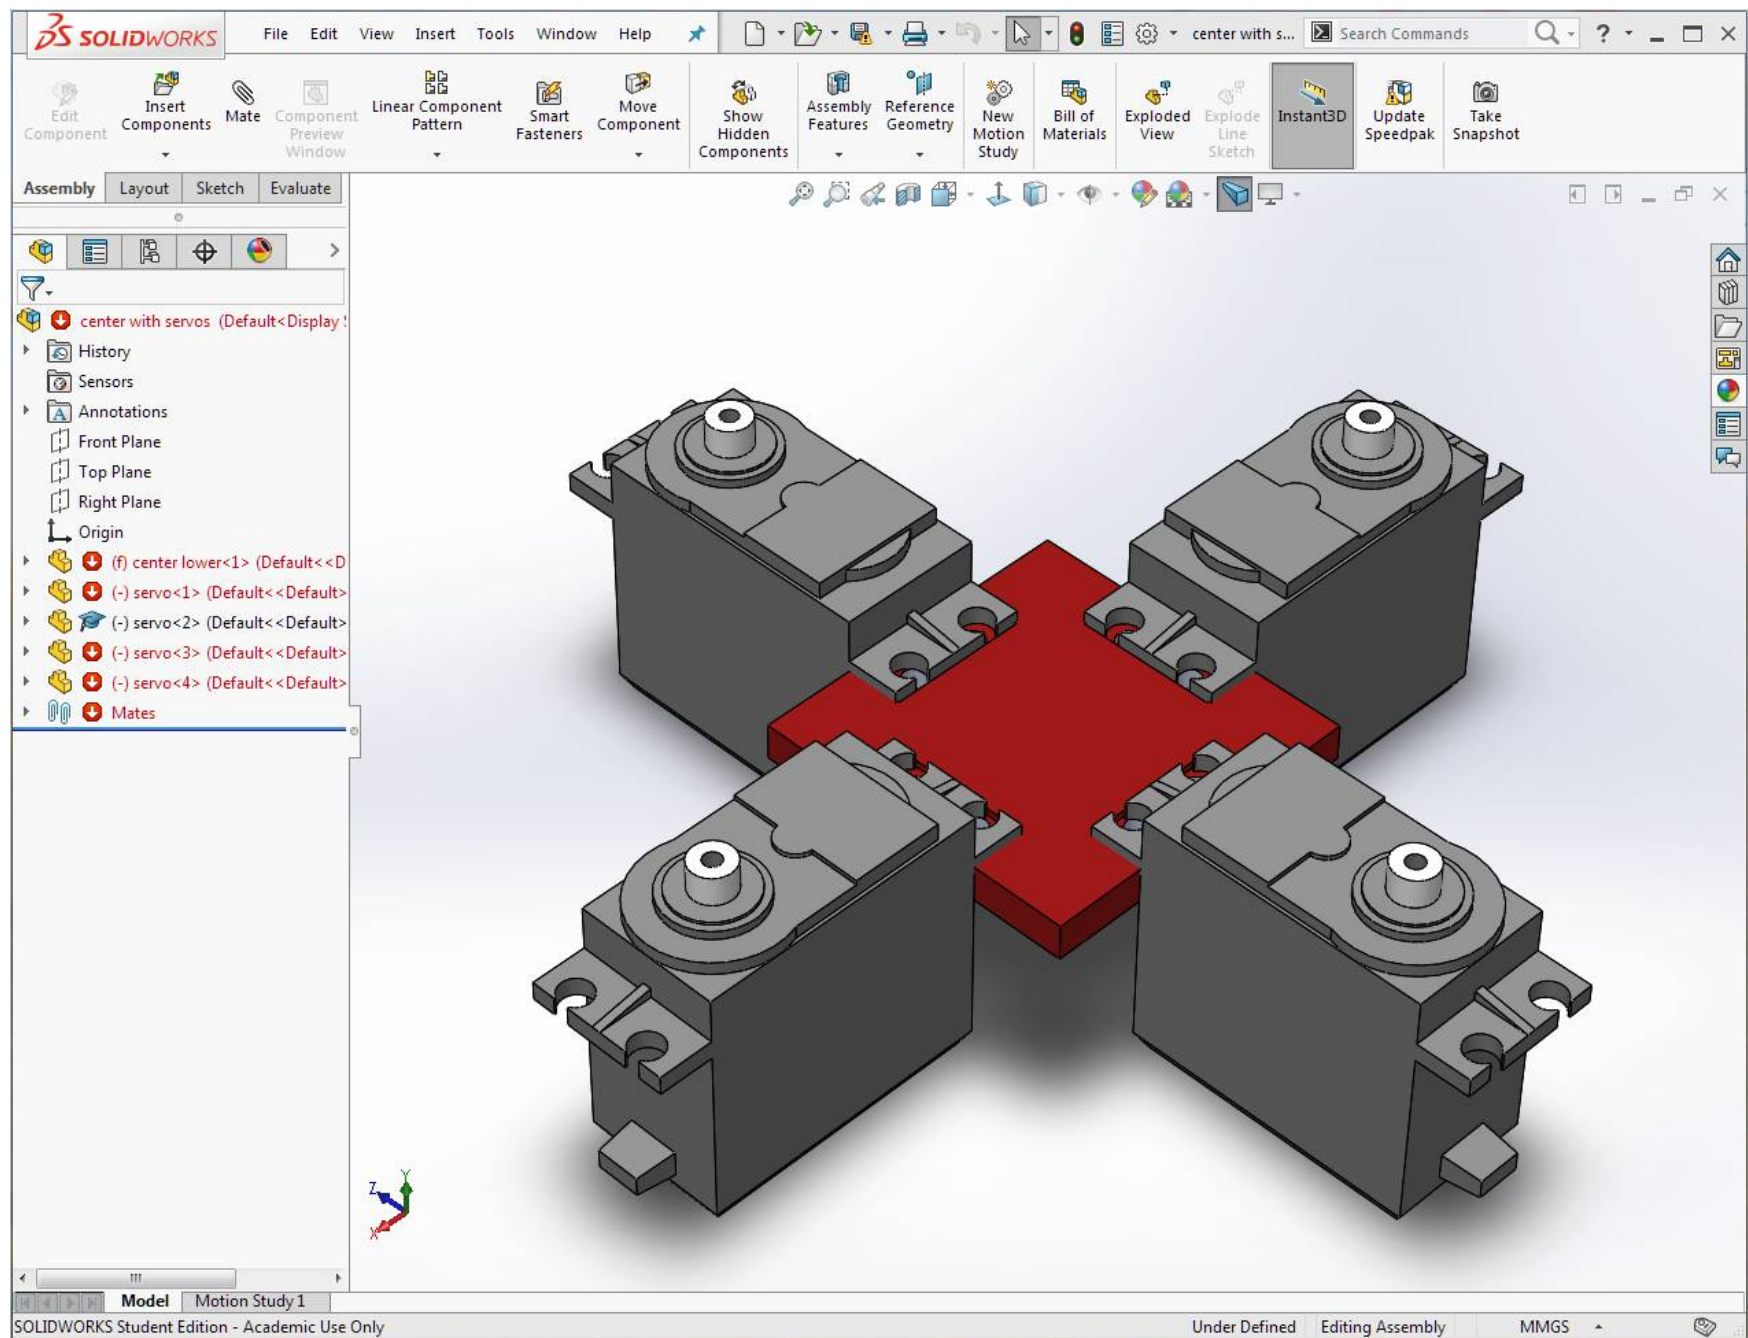 SOLIDWORKS File Edit View Insert Tools Window Help center with s... Search Commands ?
Edit Component
Insert Components
Mate
Component Preview Window
Linear Component Pattern
Smart Fasteners
Move Component
Show Hidden Components
Assembly Features
Reference Geometry
New Motion Study
Bill of Materials
Exploded View
Explode Line Sketch
Instant3D
Update Speedpak
Take Snapshot
Assembly Layout Sketch Evaluate
center with servos (Default<Display
History
Sensors
Annotations
Front Plane
Top Plane
Right Plane
Origin
(f) center lower<1> (Default<<D
(-) servo<1> (Default<<Default>
(-) servo<2> (Default<<Default>
(-) servo<3> (Default<<Default>
(-) servo<4> (Default<<Default>
Mates
Y
Z
X
Model Motion Study 1
SOLIDWORKS Student Edition - Academic Use Only Under Defined Editing Assembly MMGS